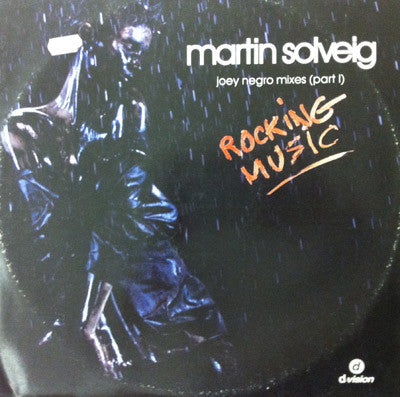 martin solveig
joey negro mixes (part I)
ROCKING
MUSIC
d
d:vision